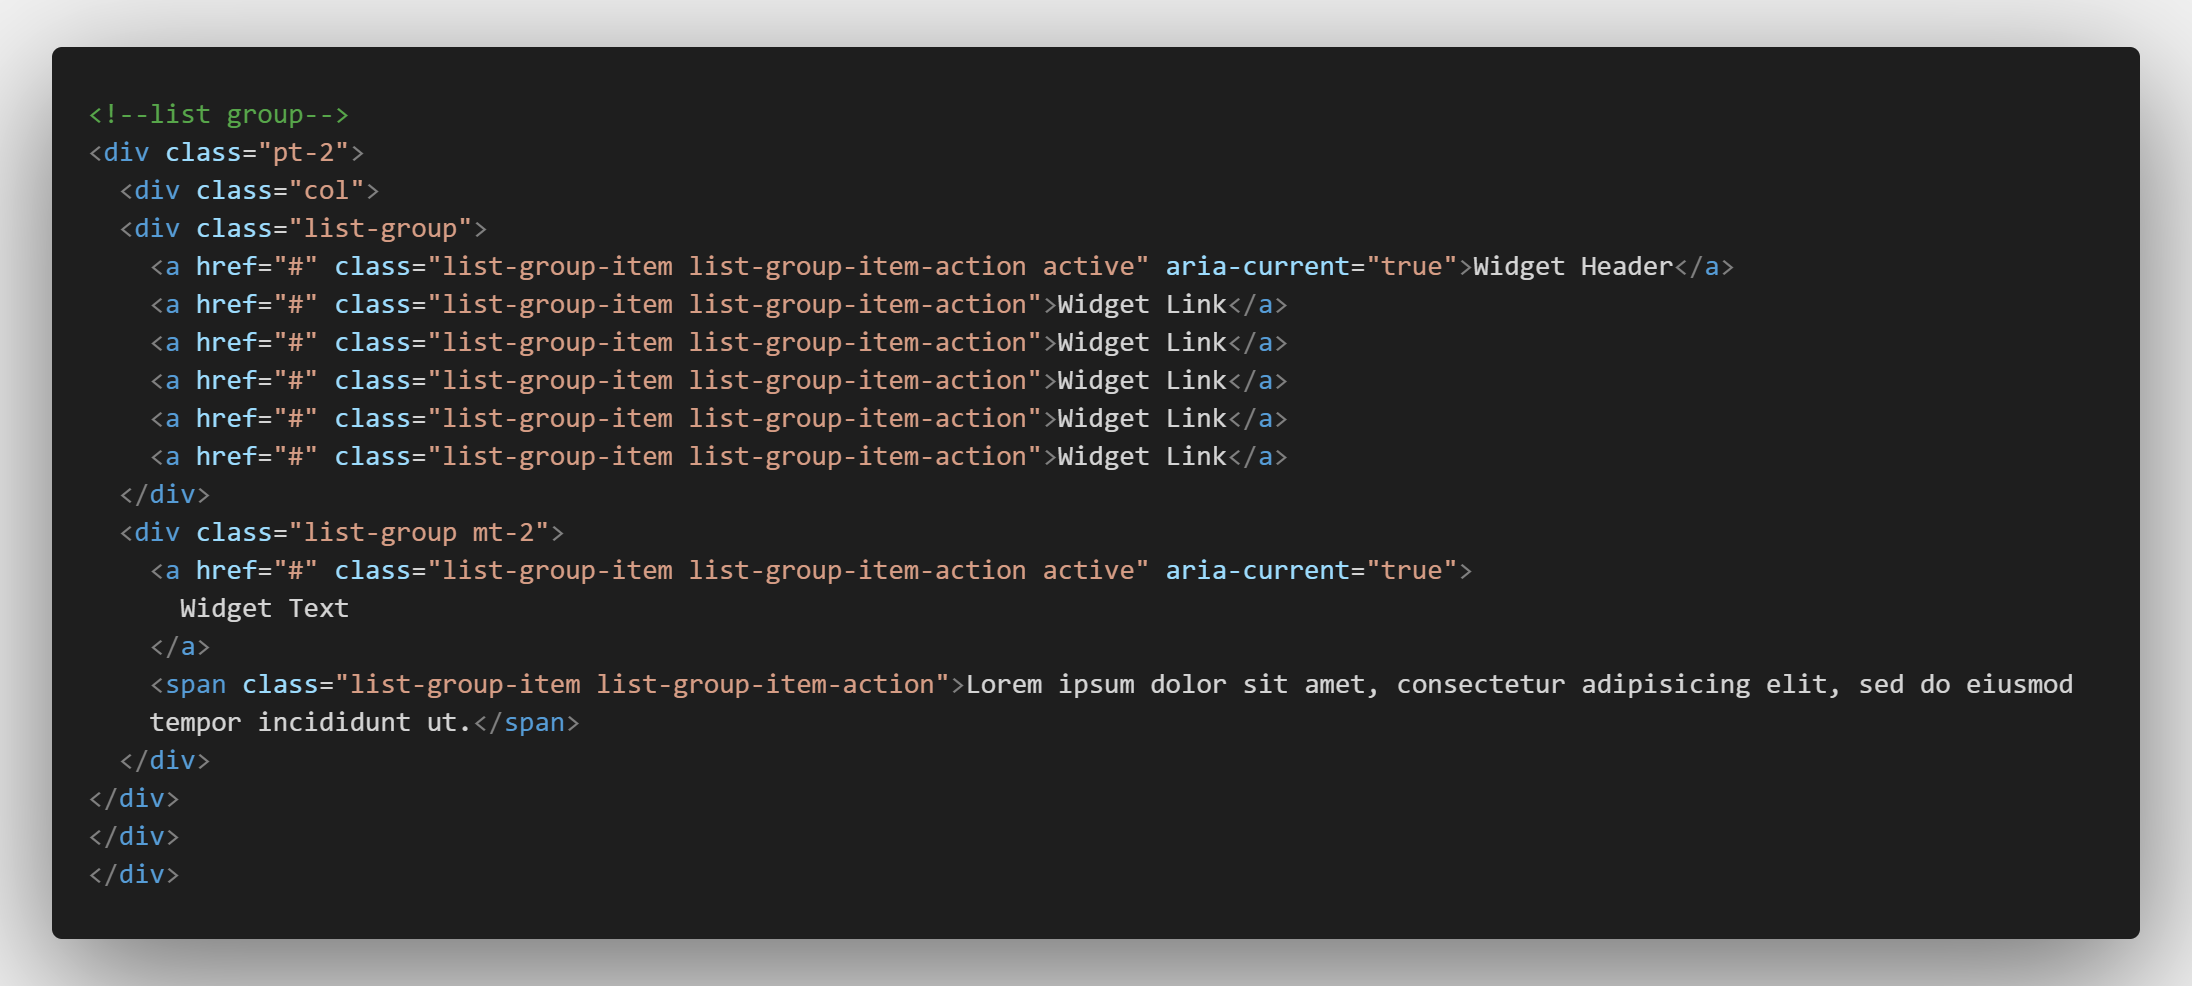 <!--list group-->
<div class="pt-2">
  <div class="col">
  <div class="list-group">
    <a href="#" class="list-group-item list-group-item-action active" aria-current="true">Widget Header</a>
    <a href="#" class="list-group-item list-group-item-action">Widget Link</a>
    <a href="#" class="list-group-item list-group-item-action">Widget Link</a>
    <a href="#" class="list-group-item list-group-item-action">Widget Link</a>
    <a href="#" class="list-group-item list-group-item-action">Widget Link</a>
    <a href="#" class="list-group-item list-group-item-action">Widget Link</a>
  </div>
  <div class="list-group mt-2">
    <a href="#" class="list-group-item list-group-item-action active" aria-current="true">
      Widget Text
    </a>
    <span class="list-group-item list-group-item-action">Lorem ipsum dolor sit amet, consectetur adipisicing elit, sed do eiusmod
    tempor incididunt ut.</span>
  </div>
</div>
</div>
</div>